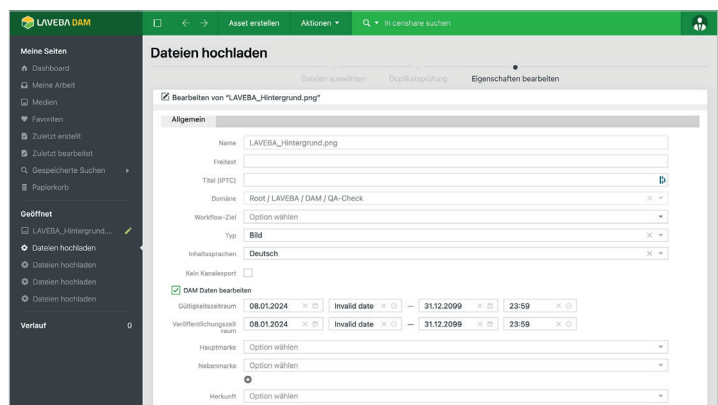 LAVEBA DAM
Asset erstellen Aktionen In censhare suchen
Meine Seiten
Dashboard
Meine Arbeit
Medien
Favoriten
Zuletzt erstellt
Zuletzt bearbeitet
Gespeicherte Suchen
Papierkorb
Geöffnet
LAVEBA_Hintergrund....
Dateien hochladen
Dateien hochladen
Dateien hochladen
Dateien hochladen
Verlauf 0
Dateien hochladen
Dateien auswählen Duplikatsprüfung Eigenschaften bearbeiten
Bearbeiten von "LAVEBA_Hintergrund.png"
Allgemein
Name LAVEBA_Hintergrund.png
Freitext
Titel (IPTC)
Domäne Root / LAVEBA / DAM / QA-Check
Workflow-Ziel Option wählen
Typ Bild
Inhaltssprachen Deutsch
Kein Kanalexport
DAM Daten bearbeiten
Gültigkeitszeitraum 08.01.2024 Invalid date — 31.12.2099 23:59
Veröffentlichungszeit 08.01.2024 Invalid date — 31.12.2099 23:59
raum
Hauptmarke Option wählen
Nebenmarke Option wählen
Herkunft Option wählen